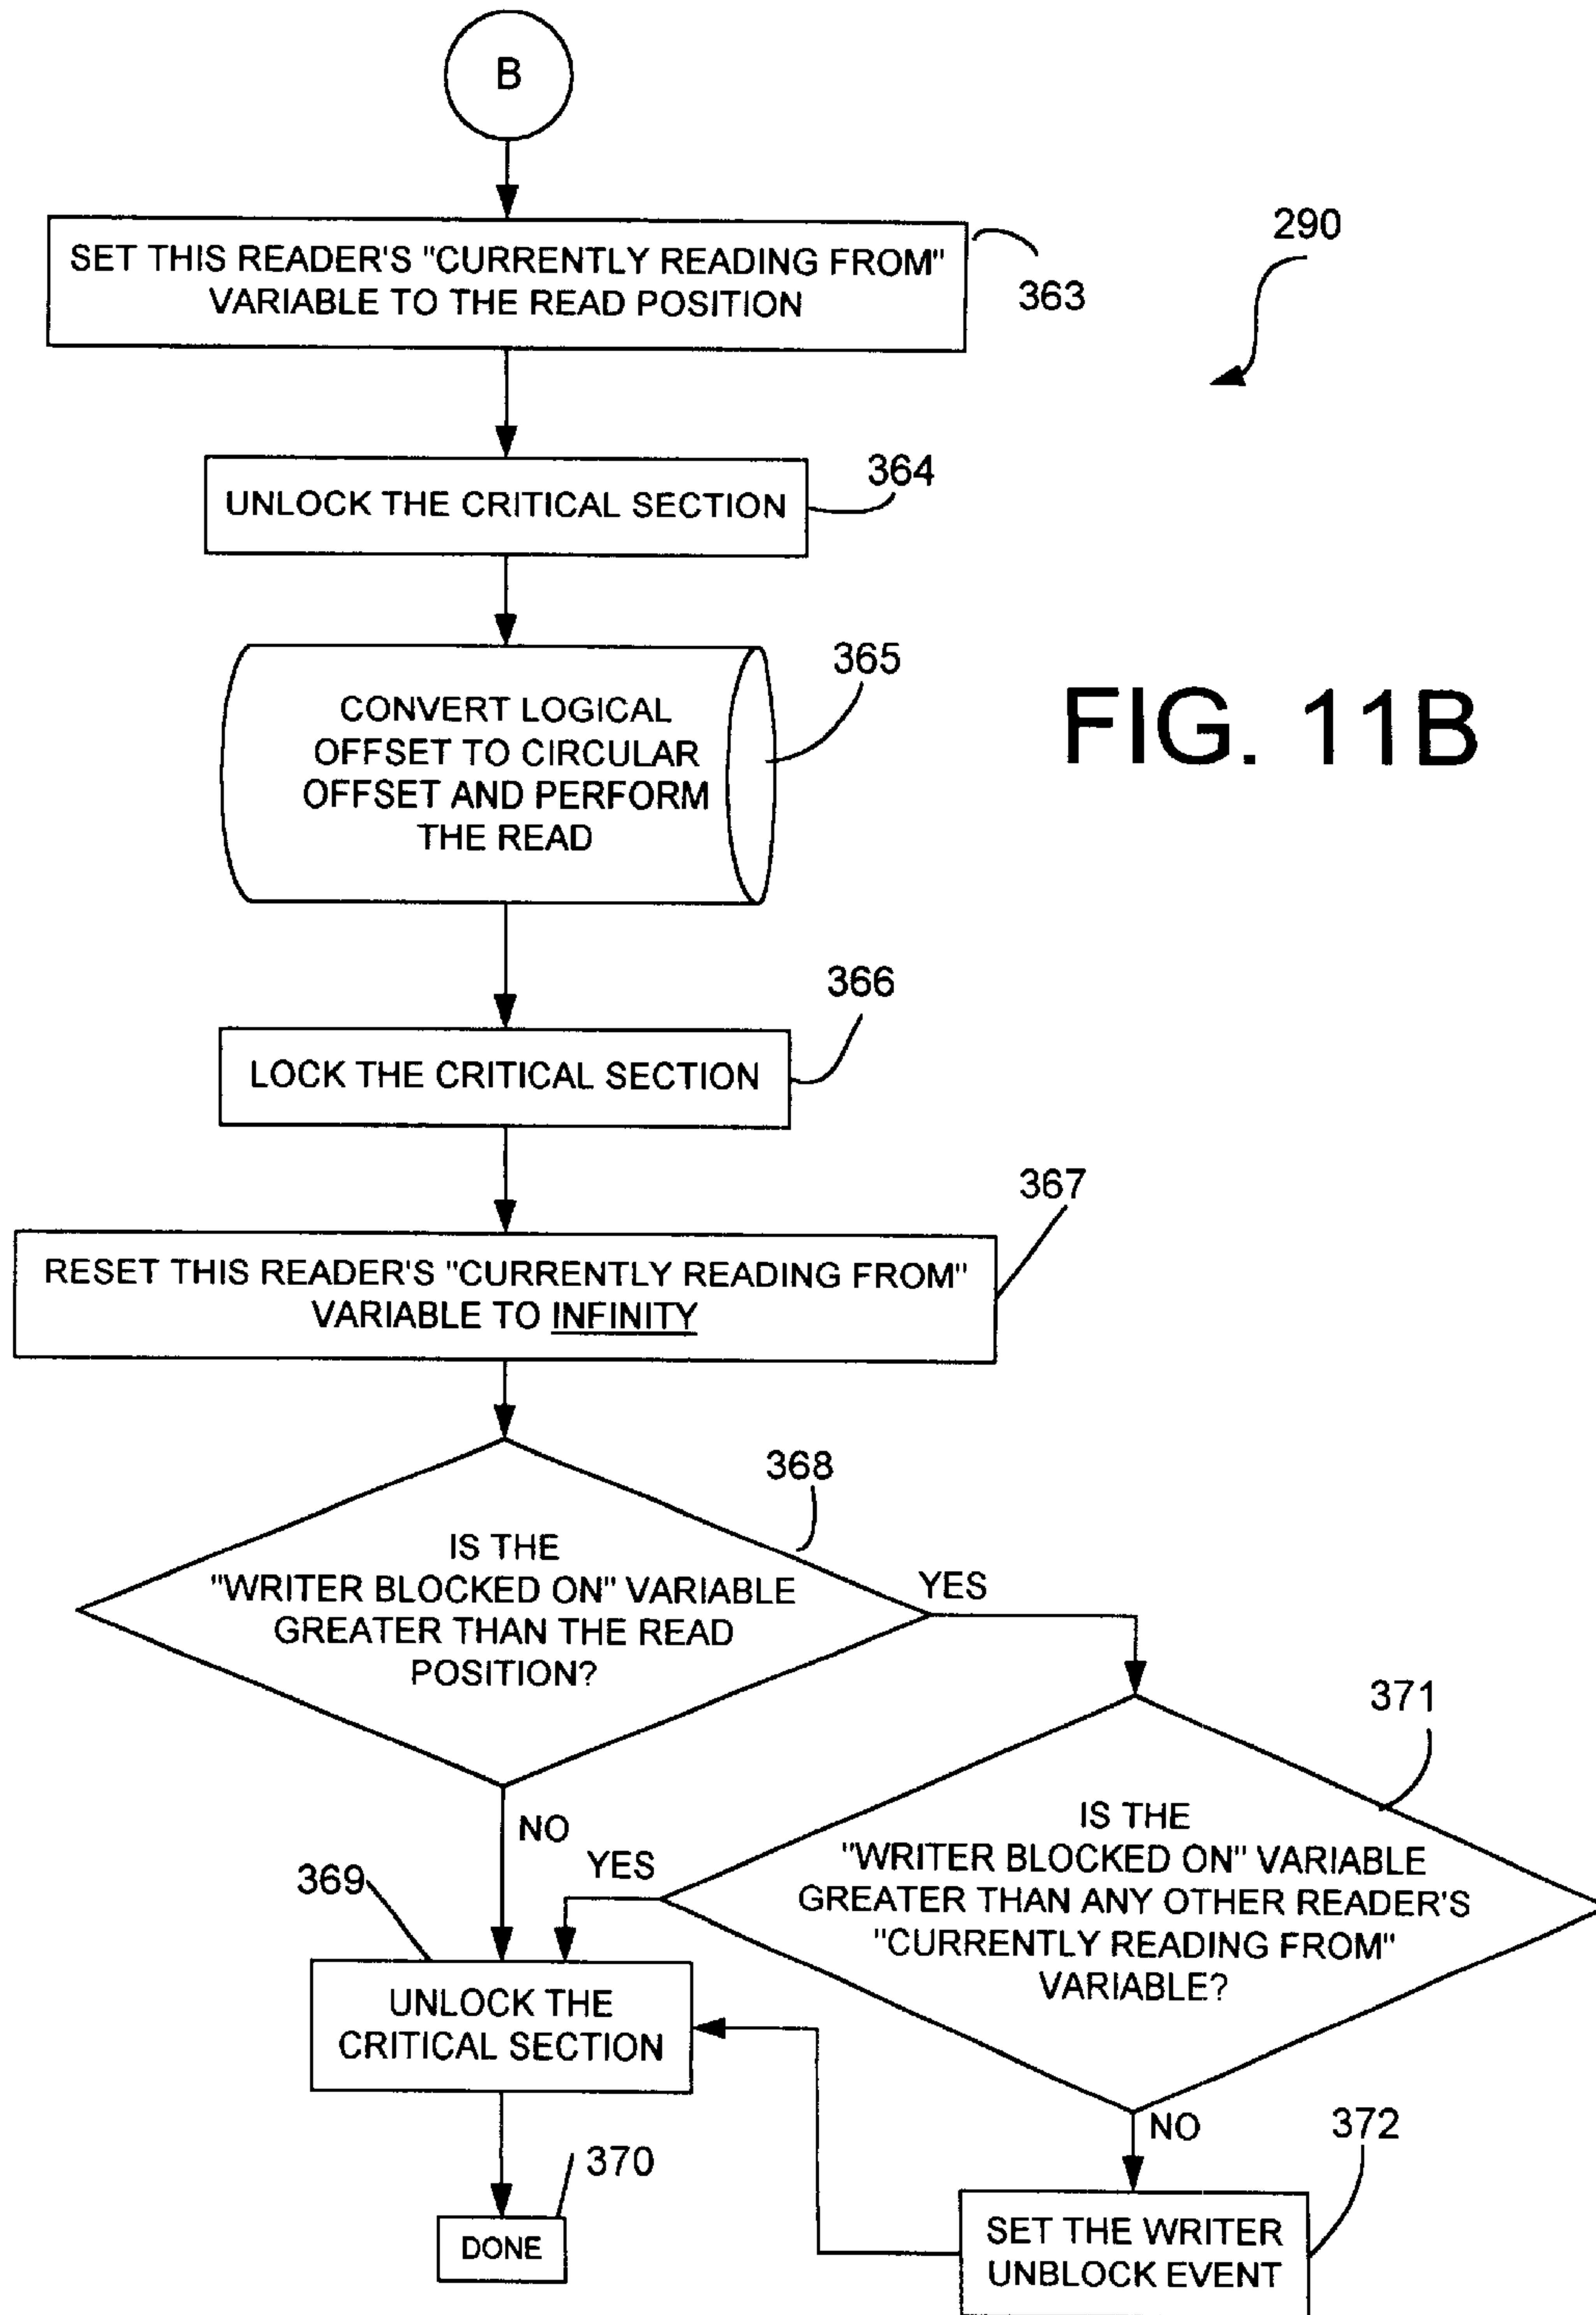 B
SET THIS READER'S "CURRENTLY READING FROM"
VARIABLE TO THE READ POSITION
363
290
UNLOCK THE CRITICAL SECTION
364
CONVERT LOGICAL
OFFSET TO CIRCULAR
OFFSET AND PERFORM
THE READ
365
FIG. 11B
LOCK THE CRITICAL SECTION
366
RESET THIS READER'S "CURRENTLY READING FROM"
VARIABLE TO INFINITY
367
IS THE
"WRITER BLOCKED ON" VARIABLE
GREATER THAN THE READ
POSITION?
368
YES
NO
371
IS THE
"WRITER BLOCKED ON" VARIABLE
GREATER THAN ANY OTHER READER'S
"CURRENTLY READING FROM"
VARIABLE?
YES
NO
369
UNLOCK THE
CRITICAL SECTION
370
DONE
372
SET THE WRITER
UNBLOCK EVENT